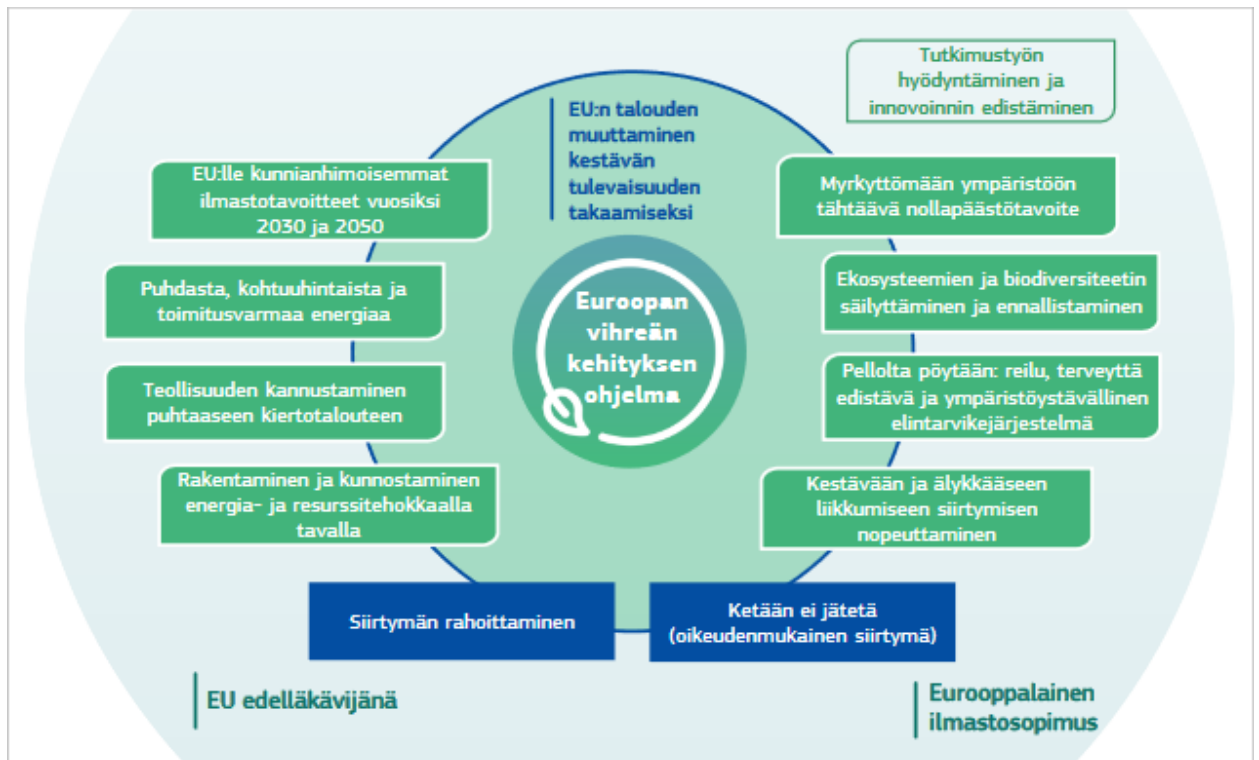 Tutkimustyön
hyödyntäminen ja
innovoinnin edistäminen
EU:n talouden
muuttaminen
kestävän
tulevaisuuden
takaamiseksi
EU:lle kunnianhimoisemmat
ilmastotavoitteet vuosiksi
2030 ja 2050
Puhdasta, kohtuuhintaista ja
toimitusvarmaa energiaa
Teollisuuden kannustaminen
puhtaaseen kiertotalouteen
Rakentaminen ja kunnostaminen
energia- ja resurssitehokkaalla
tavalla
Euroopan
vihreän
kehityksen
ohjelma
Myrkyttömään ympäristöön
tähtäävä nollapäästötavoite
Ekosysteemien ja biodiversiteetin
säilyttäminen ja ennallistaminen
Pellolta pöytään: reilu, terveyttä
edistävä ja ympäristöystävällinen
elintarvikejärjestelmä
Kestävään ja älykkääseen
liikkumiseen siirtymisen
nopeuttaminen
Siirtymän rahoittaminen
Ketään ei jätetä
(oikeudenmukainen siirtymä)
EU edelläkävijänä
Eurooppalainen
ilmastosopimus